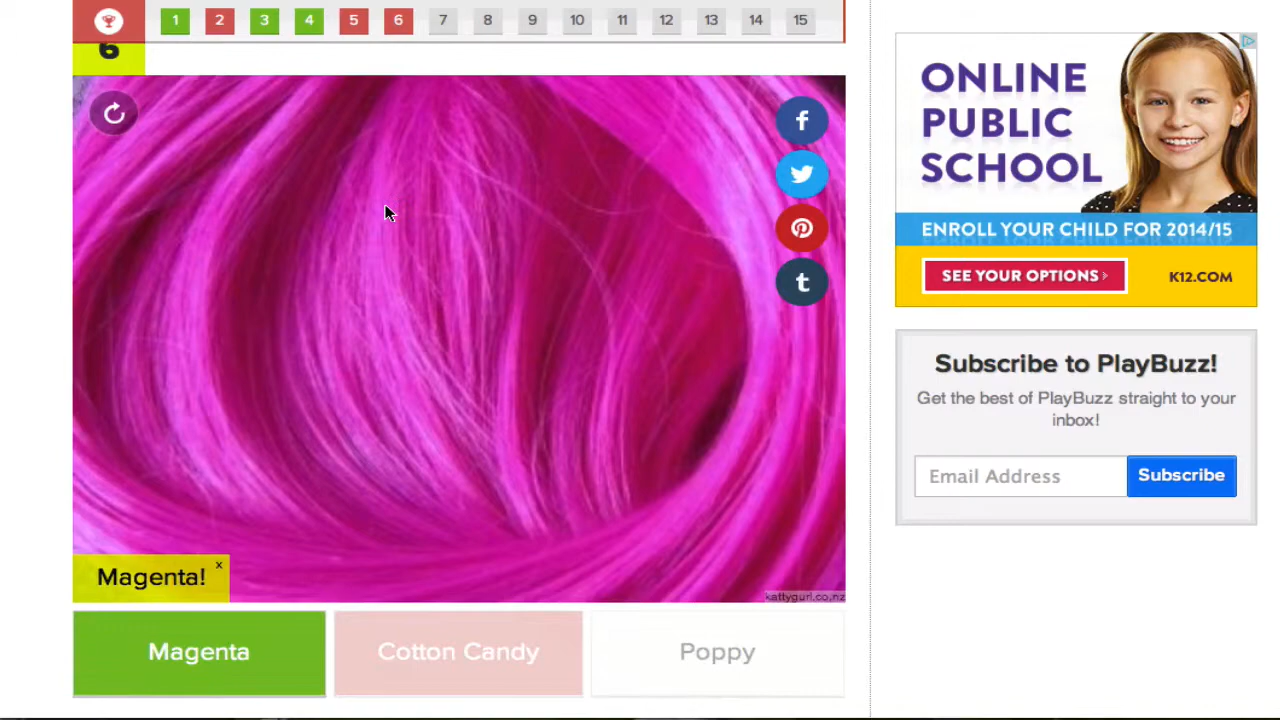 1 2 3 4 5 6 7 8 9 10 11 12 13 14 15
6
f
t
Magenta! x
kattygurl.co.nz
Magenta
Cotton Candy
Poppy
ONLINE
PUBLIC
SCHOOL
ENROLL YOUR CHILD FOR 2014/15
SEE YOUR OPTIONS > K12.COM
Subscribe to PlayBuzz!
Get the best of PlayBuzz straight to your
inbox!
Email Address Subscribe